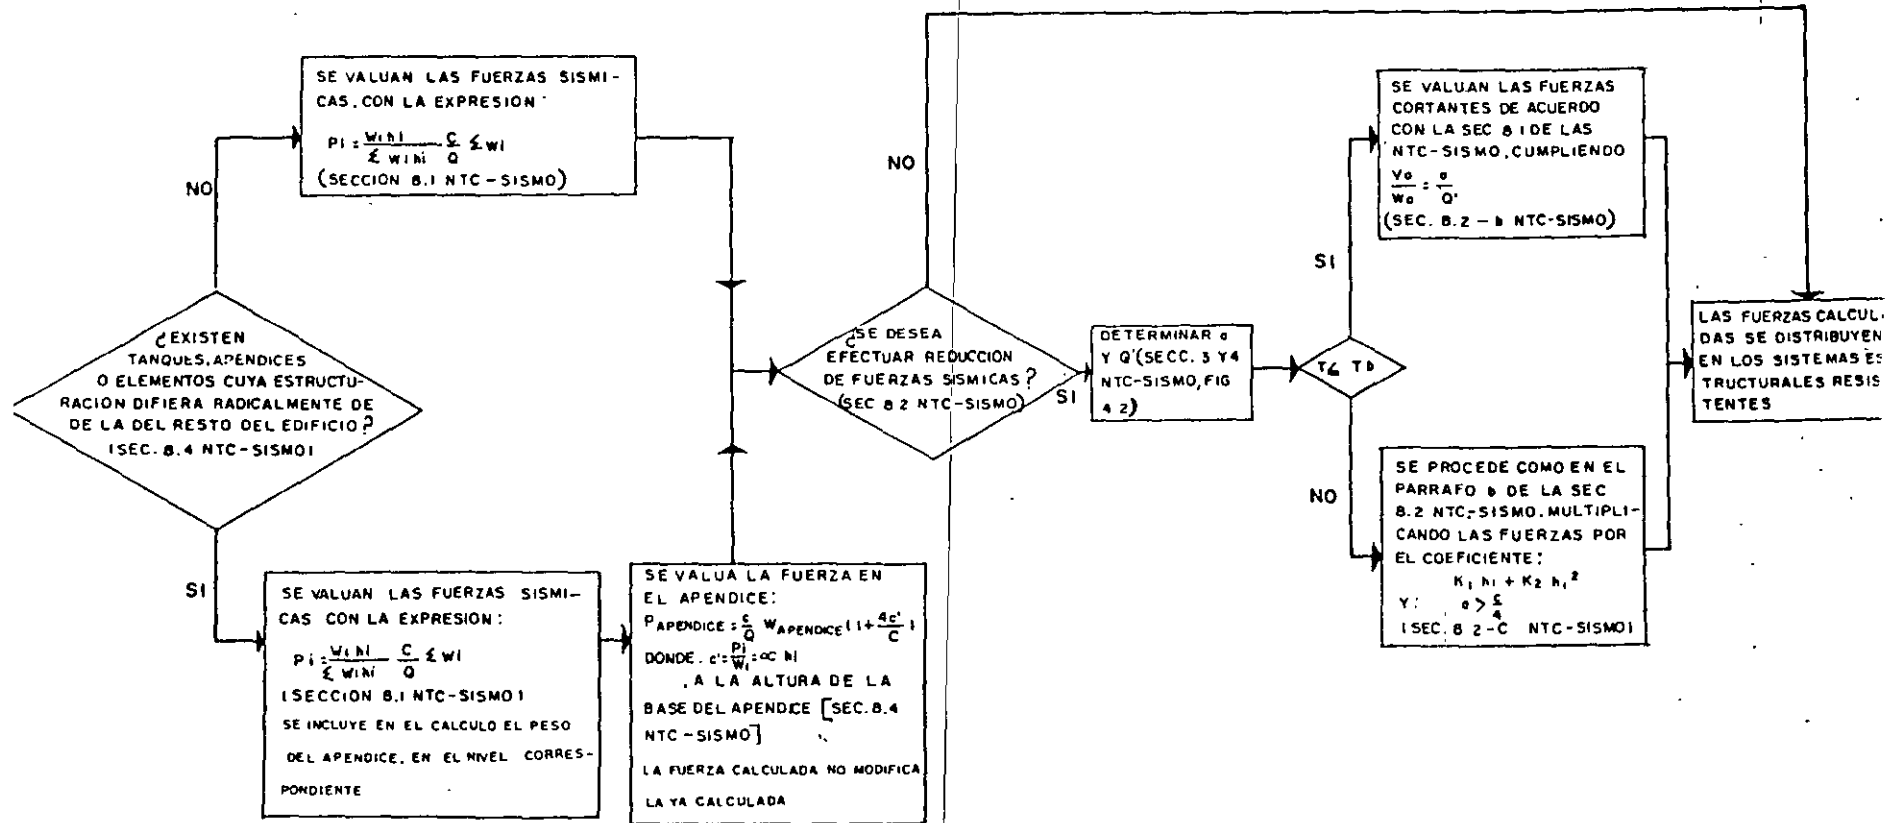 SE VALUAN LAS FUERZAS SISMI-
CAS, CON LA EXPRESION:
Pi = Wi hi / Σ Wi hi C/Q Σ Wi
(SECCION 8.1 NTC-SISMO)
NO
¿EXISTEN
TANQUES, APENDICES
O ELEMENTOS CUYA ESTRUCTU-
RACION DIFIERA RADICALMENTE DE
DE LA DEL RESTO DEL EDIFICIO?
(SEC. 8.4 NTC-SISMO)
SI
SE VALUAN LAS FUERZAS SISMI-
CAS CON LA EXPRESION:
Pi = Wi hi / Σ Wi hi C/Q Σ Wi
(SECCION 8.1 NTC-SISMO)
SE INCLUYE EN EL CALCULO EL PESO
DEL APENDICE, EN EL NIVEL CORRES-
PONDIENTE
SE VALUA LA FUERZA EN
EL APENDICE:
P APENDICE = c/Q W APENDICE (1 + 4c'/C)
DONDE. c' = Pi/Wi = ∝ hi
, A LA ALTURA DE LA
BASE DEL APENDICE [SEC. 8.4
NTC-SISMO]
LA FUERZA CALCULADA NO MODIFICA
LA YA CALCULADA
NO
¿SE DESEA
EFECTUAR REDUCCION
DE FUERZAS SISMICAS?
(SEC 8.2 NTC-SISMO)
SI
DETERMINAR a
Y Q'(SECC. 3 Y 4
NTC-SISMO, FIG
4 2)
T ≤ Tb
SI
SE VALUAN LAS FUERZAS
CORTANTES DE ACUERDO
CON LA SEC 8 1 DE LAS
NTC-SISMO, CUMPLIENDO
Vo/Wo = a/Q'
(SEC. 8.2 - b NTC-SISMO)
NO
SE PROCEDE COMO EN EL
PARRAFO b DE LA SEC
8.2 NTC-SISMO, MULTIPLI-
CANDO LAS FUERZAS POR
EL COEFICIENTE:
K1 hi + K2 hi²
Y: a > c/4
(SEC. 8 2-C NTC-SISMO)
LAS FUERZAS CALCUL
DAS SE DISTRIBUYEN
EN LOS SISTEMAS ES
TRUCTURALES RESIS
TENTES